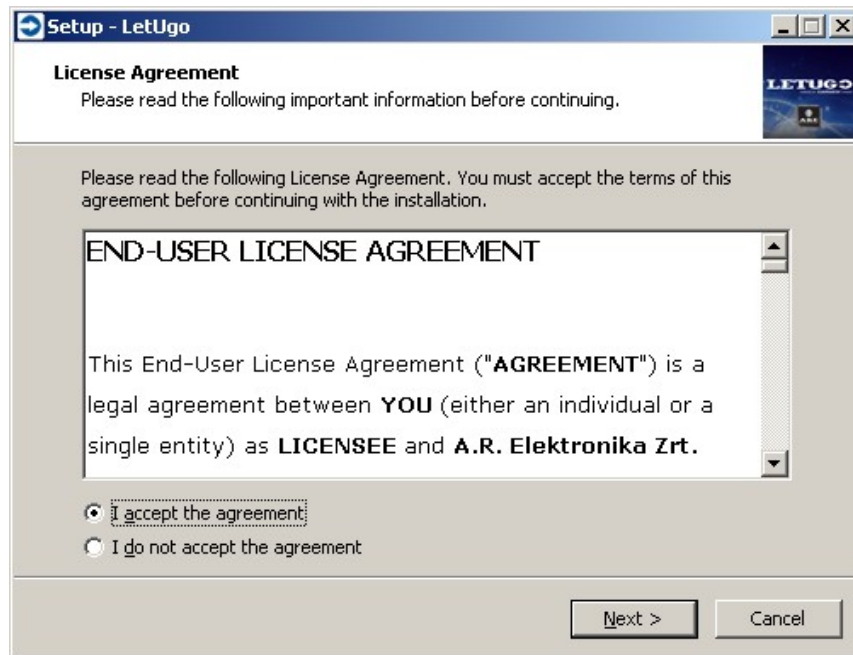 Setup - LetUgo
License Agreement
Please read the following important information before continuing.
LETUGO
Please read the following License Agreement. You must accept the terms of this
agreement before continuing with the installation.
END-USER LICENSE AGREEMENT
This End-User License Agreement ("AGREEMENT") is a
legal agreement between YOU (either an individual or a
single entity) as LICENSEE and A.R. Elektronika Zrt.
I accept the agreement
I do not accept the agreement
Next >
Cancel